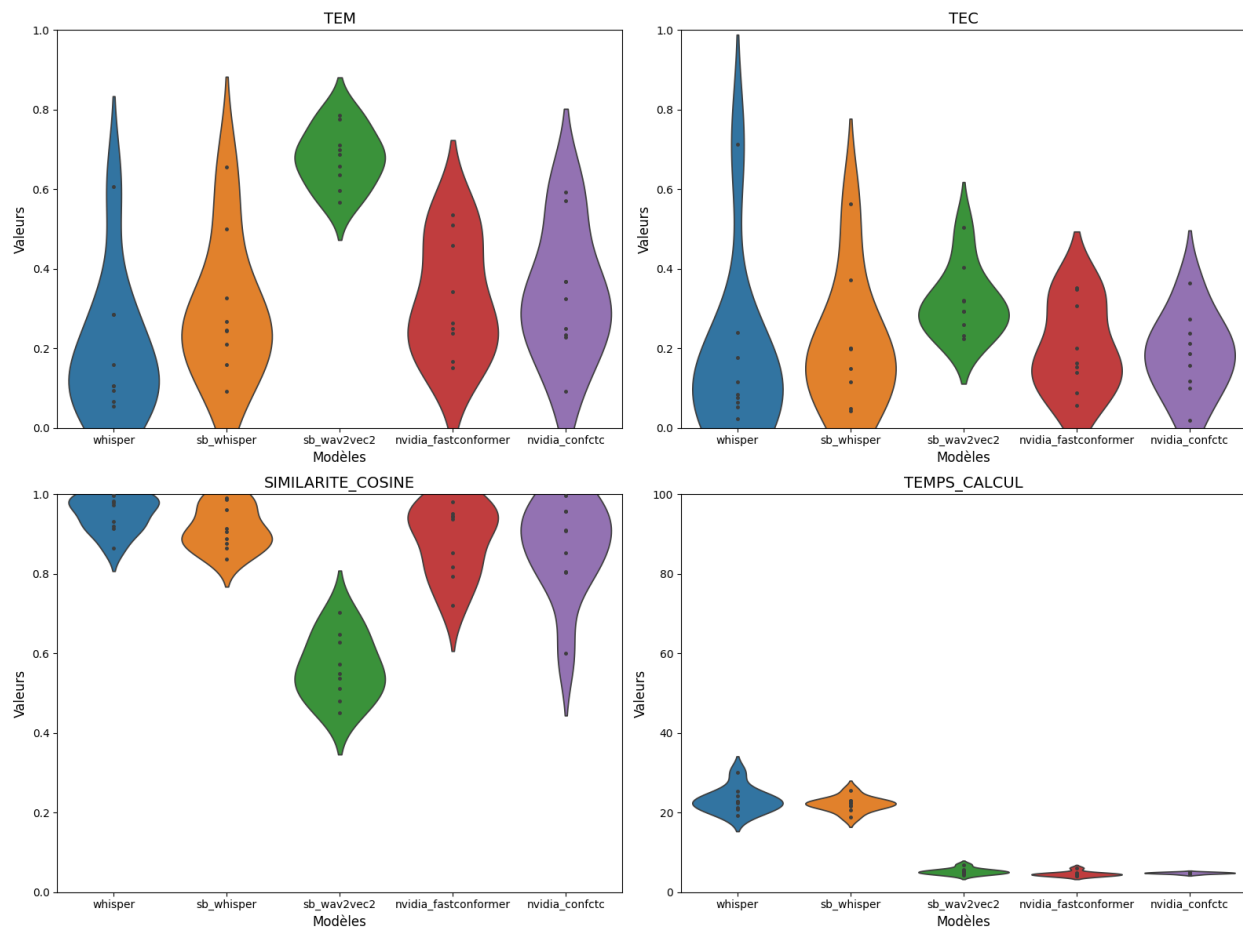 TEM
Valeurs
1.0
0.8
0.6
0.4
0.2
0.0
whisper sb_whisper sb_wav2vec2 nvidia_fastconformer nvidia_confctc
Modèles
TEC
Valeurs
1.0
0.8
0.6
0.4
0.2
0.0
whisper sb_whisper sb_wav2vec2 nvidia_fastconformer nvidia_confctc
Modèles
SIMILARITE_COSINE
Valeurs
1.0
0.8
0.6
0.4
0.2
0.0
whisper sb_whisper sb_wav2vec2 nvidia_fastconformer nvidia_confctc
Modèles
TEMPS_CALCUL
Valeurs
100
80
60
40
20
0
whisper sb_whisper sb_wav2vec2 nvidia_fastconformer nvidia_confctc
Modèles